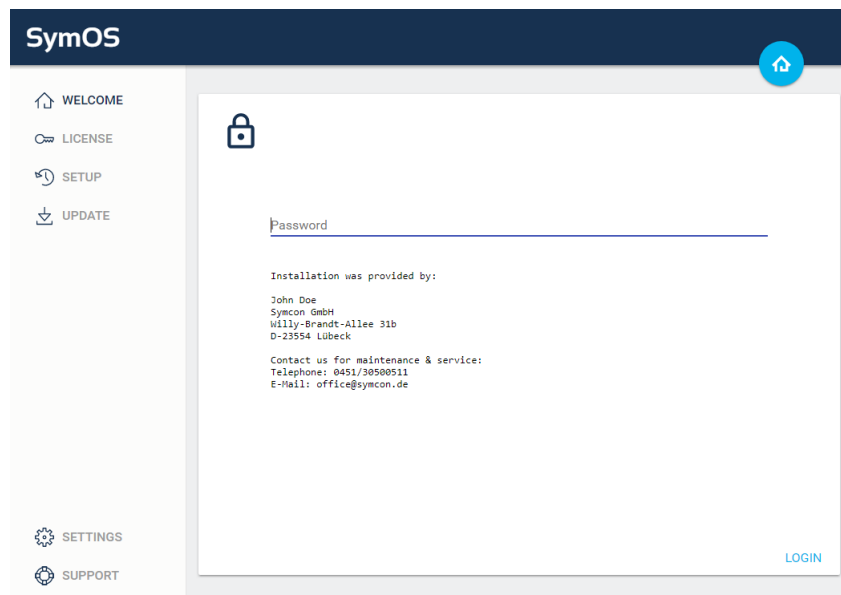 SymOS
WELCOME
LICENSE
SETUP
UPDATE
Password
Installation was provided by:
John Doe
Symcon GmbH
Willy-Brandt-Allee 31b
D-23554 Lübeck
Contact us for maintenance & service:
Telephone: 0451/30500511
E-Mail: office@symcon.de
SETTINGS
SUPPORT
LOGIN